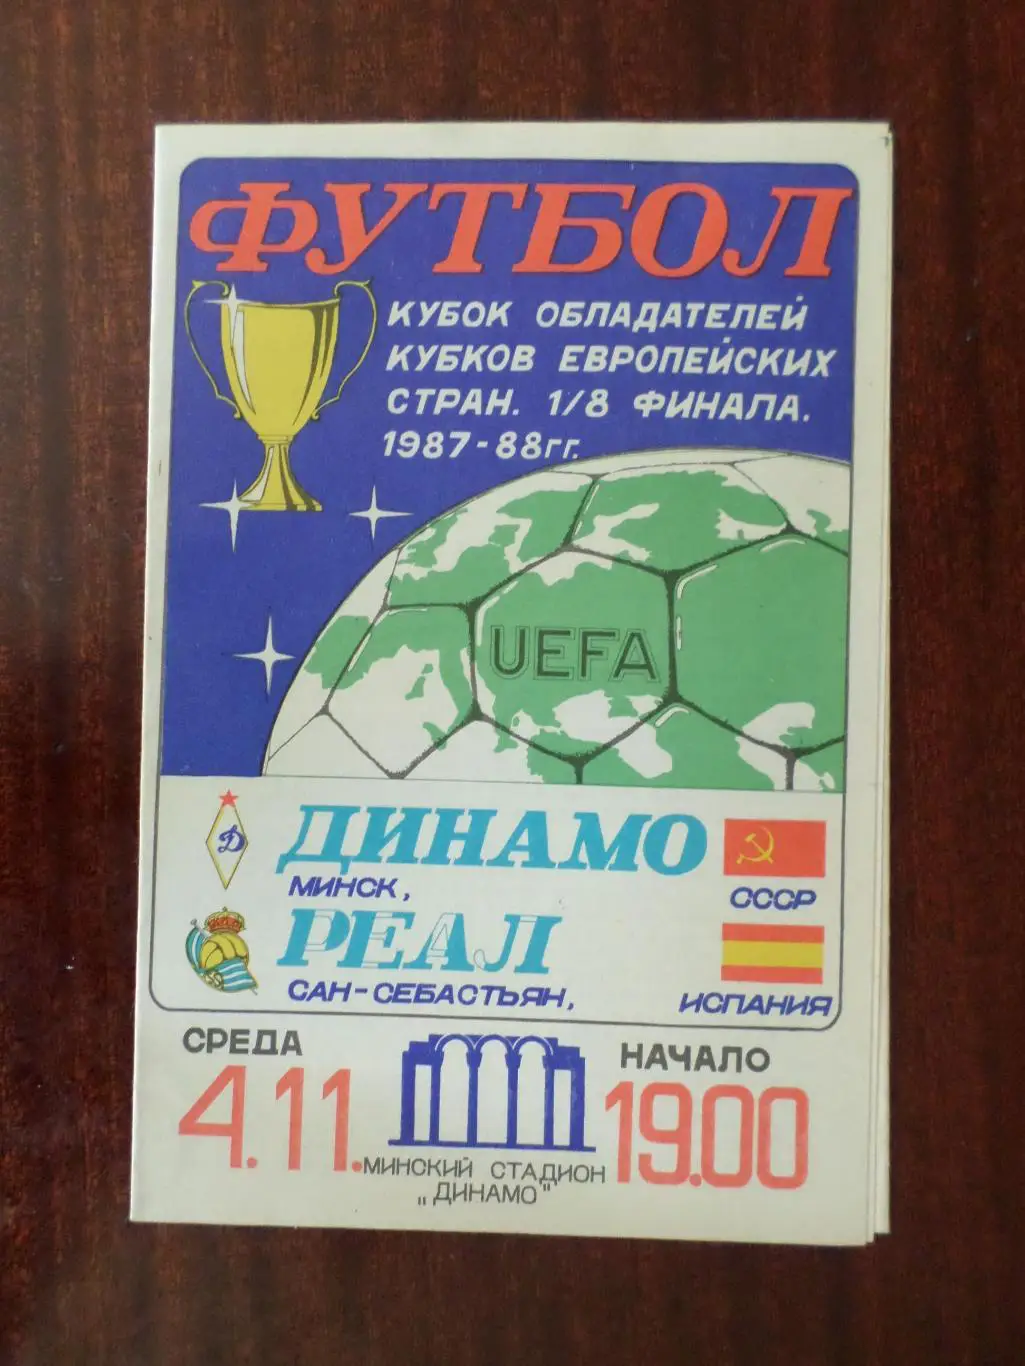 ФУТБОЛ
КУБОК ОБЛАДАТЕЛЕЙ
КУБКОВ ЕВРОПЕЙСКИХ
СТРАН. 1/8 ФИНАЛА.
1987-88гг.
UEFA
Д
ДИНАМО
МИНСК,
СССР
РЕАЛ
САН-СЕБАСТЬЯН,
ИСПАНИЯ
СРЕДА
4.11.
НАЧАЛО
19.00
МИНСКИЙ СТАДИОН
„ДИНАМО"